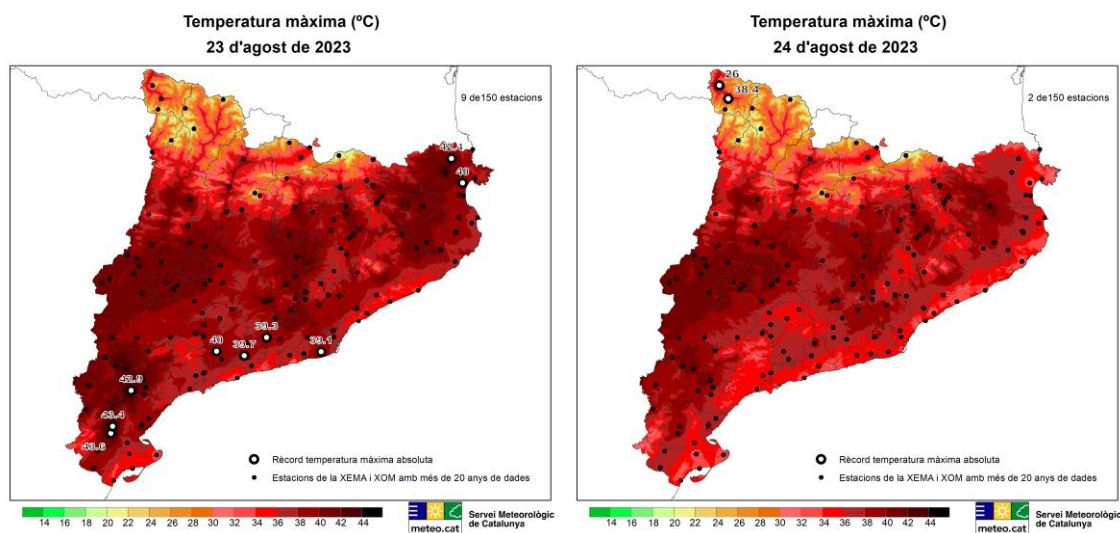 Temperatura màxima (ºC)
23 d'agost de 2023
9 de150 estacions
41.1
40
39.3
40
39.7
39.1
42.9
43.4
43.6
Rècord temperatura màxima absoluta
Estacions de la XEMA i XOM amb més de 20 anys de dades
14 16 18 20 22 24 26 28 30 32 34 36 38 40 42 44
meteo.cat
Servei Meteorològic
de Catalunya
Temperatura màxima (ºC)
24 d'agost de 2023
2 de150 estacions
26
38.4
Rècord temperatura màxima absoluta
Estacions de la XEMA i XOM amb més de 20 anys de dades
14 16 18 20 22 24 26 28 30 32 34 36 38 40 42 44
meteo.cat
Servei Meteorològic
de Catalunya